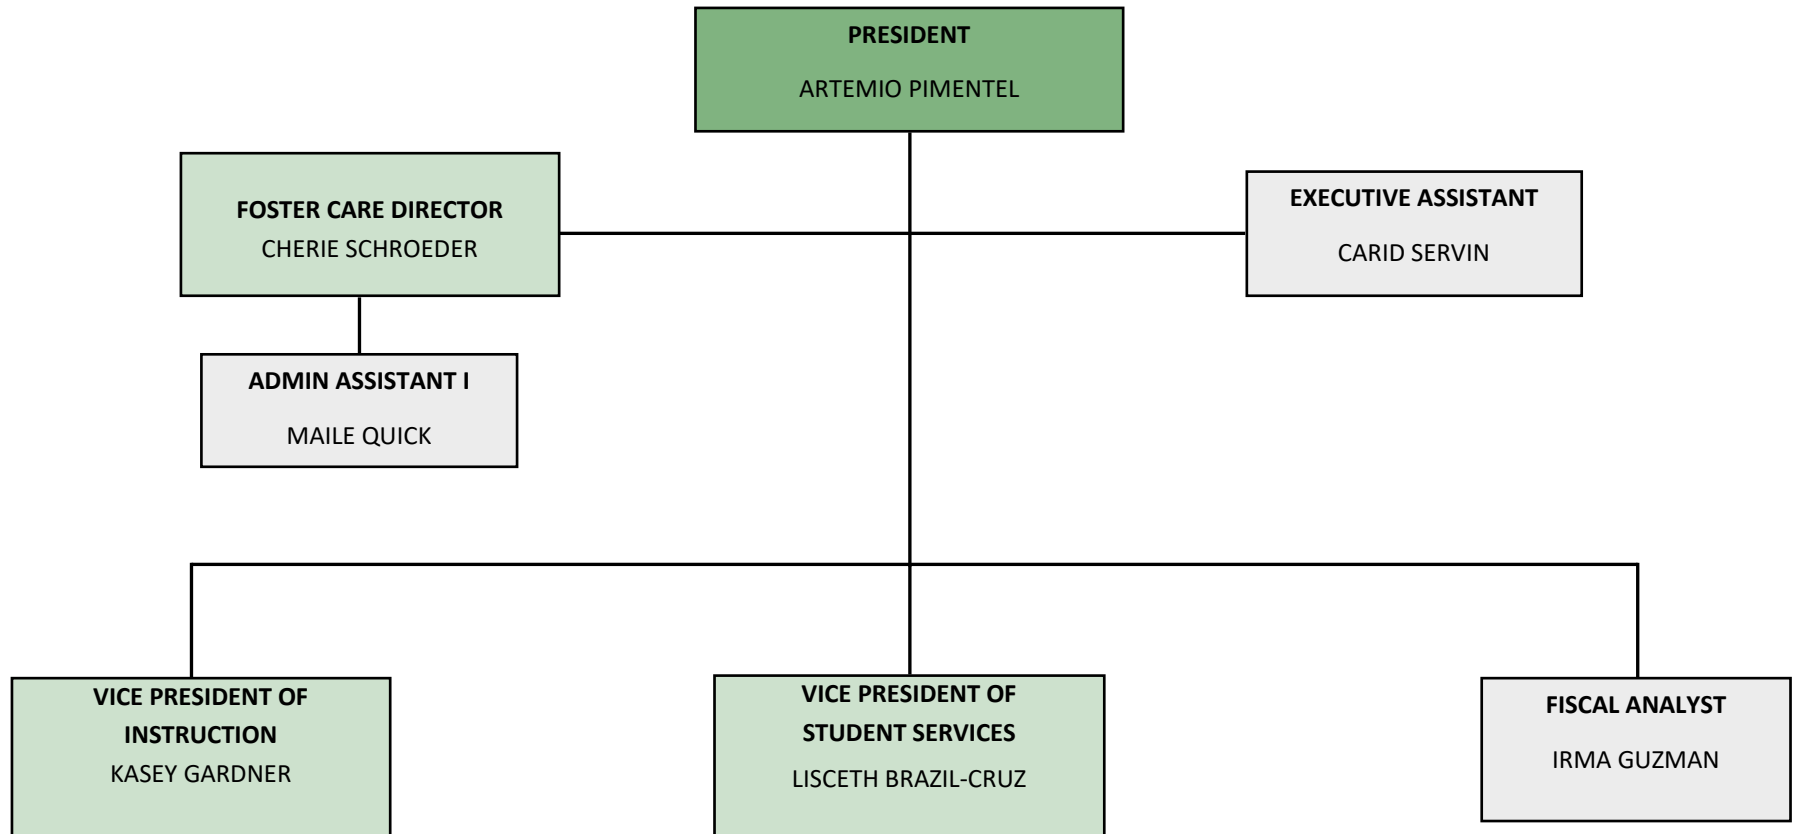 PRESIDENT
ARTEMIO PIMENTEL
FOSTER CARE DIRECTOR
CHERIE SCHROEDER
EXECUTIVE ASSISTANT
CARID SERVIN
ADMIN ASSISTANT I
MAILE QUICK
VICE PRESIDENT OF
INSTRUCTION
KASEY GARDNER
VICE PRESIDENT OF
STUDENT SERVICES
LISCETH BRAZIL-CRUZ
FISCAL ANALYST
IRMA GUZMAN